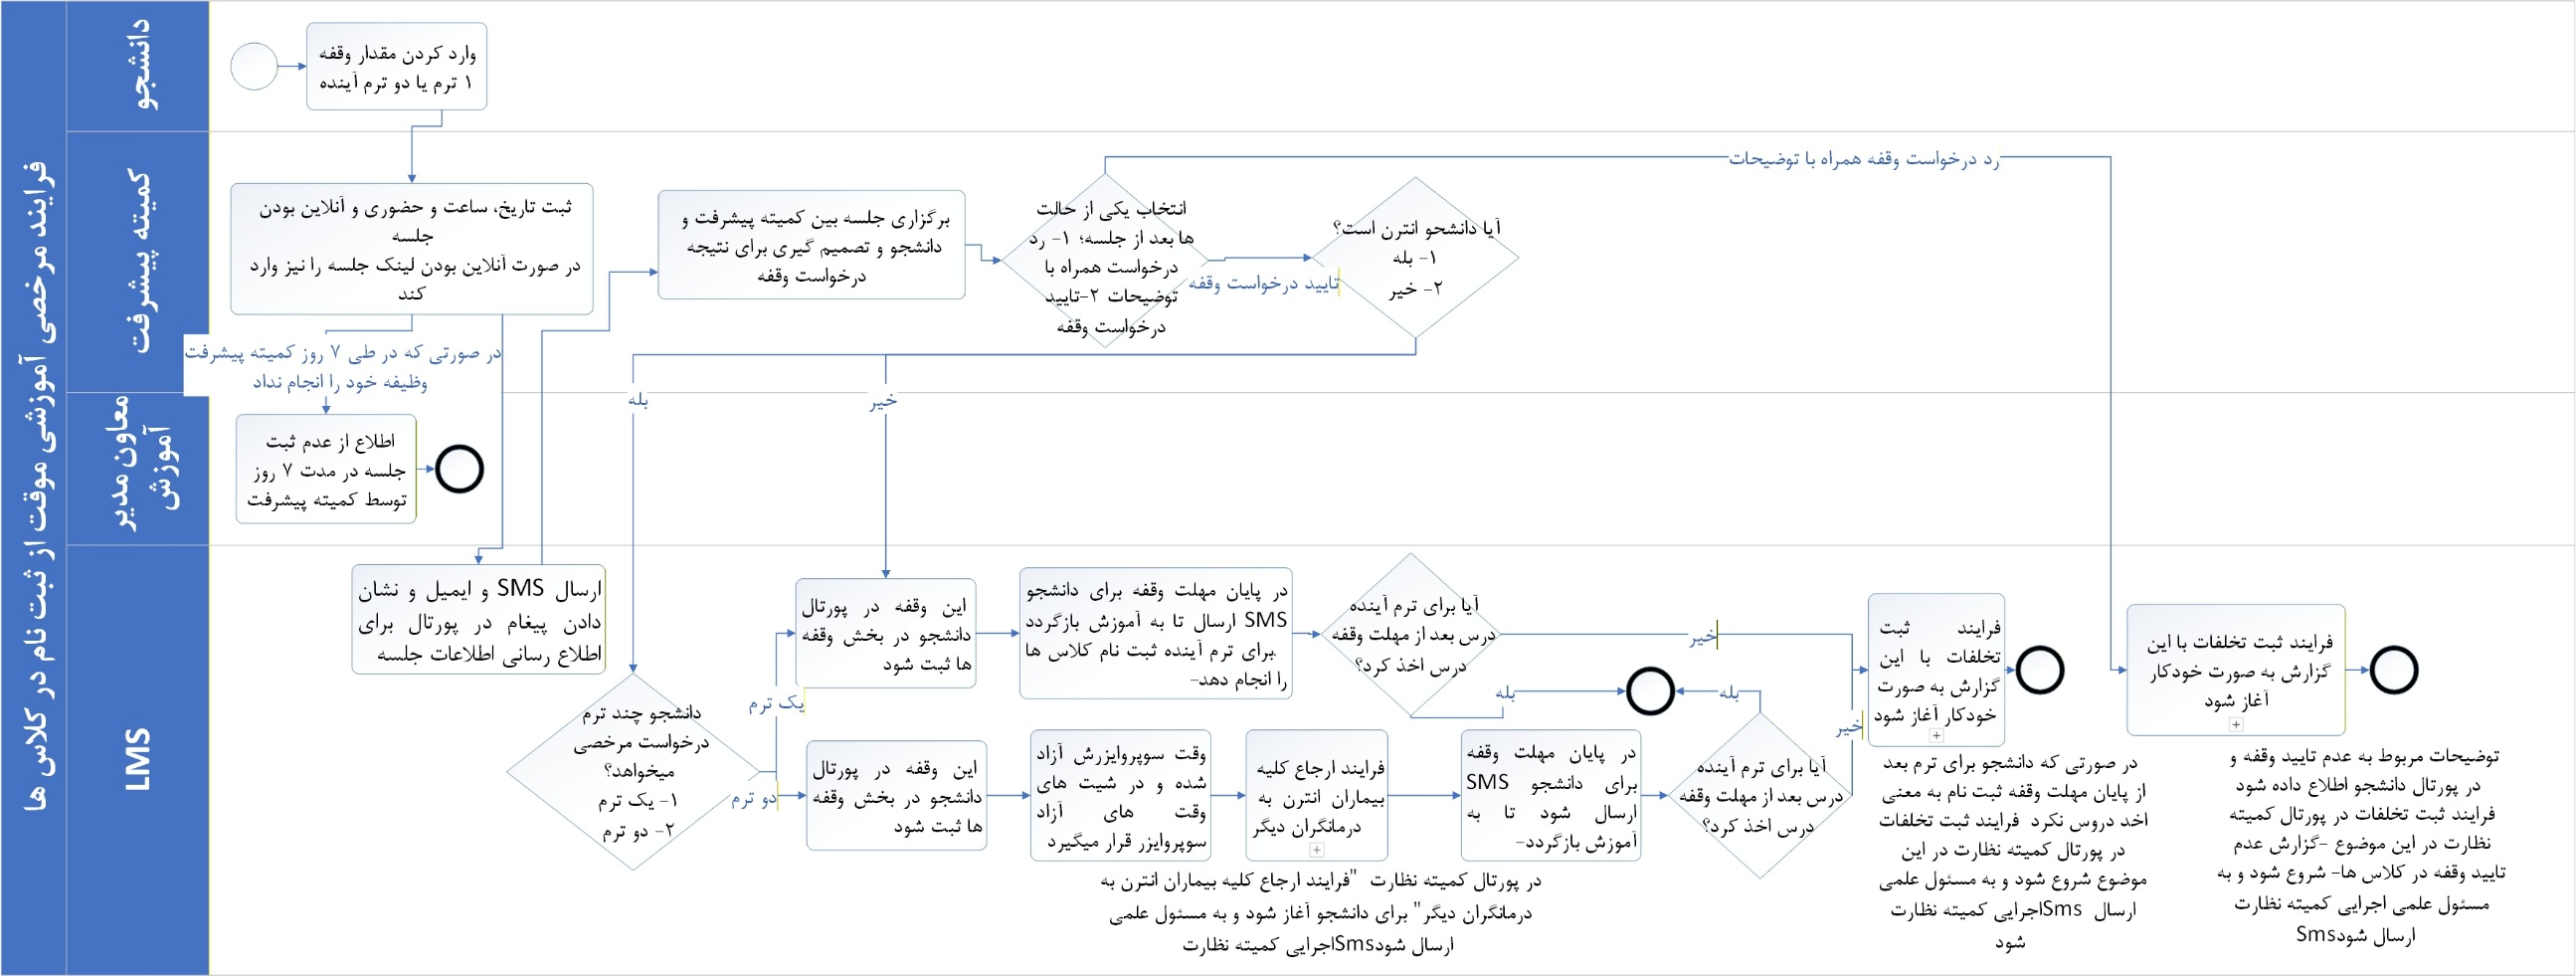 فرایند مرخصی آموزشی موقت از ثبت نام در کلاس ها
دانشجو
وارد کردن مقدار وقفه
۱ ترم یا دو ترم آینده
کمیته پیشرفت
ثبت تاریخ، ساعت و حضوری و آنلاین بودن
جلسه
در صورت آنلاین بودن لینک جلسه را نیز وارد
کند
برگزاری جلسه بین کمیته پیشرفت و
دانشجو و تصمیم گیری برای نتیجه
درخواست وقفه
انتخاب یکی از حالت
ها بعد از جلسه؛ ۱- رد
درخواست همراه با
توضیحات ۲-تایید
درخواست وقفه
رد درخواست وقفه همراه با توضیحات
تایید درخواست وقفه
آیا دانشحو انترن است؟
۱- بله
۲- خیر
در صورتی که در طی ۷ روز کمیته پیشرفت
وظیفه خود را انجام نداد
بله
خیر
معاون مدیر
آموزش
اطلاع از عدم ثبت
جلسه در مدت ۷ روز
توسط کمیته پیشرفت
LMS
ارسال SMS و ایمیل و نشان
دادن پیغام در پورتال برای
اطلاع رسانی اطلاعات جلسه
دانشجو چند ترم
درخواست مرخصی
میخواهد؟
۱- یک ترم
۲- دو ترم
یک ترم
دو ترم
این وقفه در پورتال
دانشجو در بخش وقفه
ها ثبت شود
در پایان مهلت وقفه برای دانشجو
SMS ارسال تا به آموزش بازگردد
برای ترم آینده ثبت نام کلاس ها.
را انجام دهد-
آیا برای ترم آینده
درس بعد از مهلت وقفه
درس اخذ کرد؟
خیر
بله
این وقفه در پورتال
دانشجو در بخش وقفه
ها ثبت شود
وقت سوپروایزرش آزاد
شده و در شیت های
وقت های آزاد
سوپروایزر قرار میگیرد
فرایند ارجاع کلیه
بیماران انترن به
درمانگران دیگر
در پورتال کمیته نظارت "فرایند ارجاع کلیه بیماران انترن به
درمانگران دیگر" برای دانشجو آغاز شود و به مسئول علمی
اجرایی کمیته نظارت Smsارسال شود
در پایان مهلت وقفه
برای دانشجو SMS
ارسال شود تا به
آموزش بازگردد-
آیا برای ترم آینده
درس بعد از مهلت وقفه
درس اخذ کرد؟
بله
خیر
فرایند ثبت
تخلفات با این
گزارش به صورت
خودکار آغاز شود
در صورتی که دانشجو برای ترم بعد
از پایان مهلت وقفه ثبت نام به معنی
اخد دروس نکرد فرایند ثبت تخلفات
در پورتال کمیته نظارت در این
موضوع شروع شود و به مسئول علمی
اجرایی کمیته نظارتSms ارسال
شود
فرایند ثبت تخلفات با این
گزارش به صورت خودکار
آغاز شود
توضیحات مربوط به عدم تایید وقفه و
در پورتال دانشجو اطلاع داده شود
فرایند ثبت تخلفات در پورتال کمیته
نظارت در این موضوع -گزارش عدم
تایید وقفه در کلاس ها- شروع شود و به
مسئول علمی اجرایی کمیته نظارت
Smsارسال شود